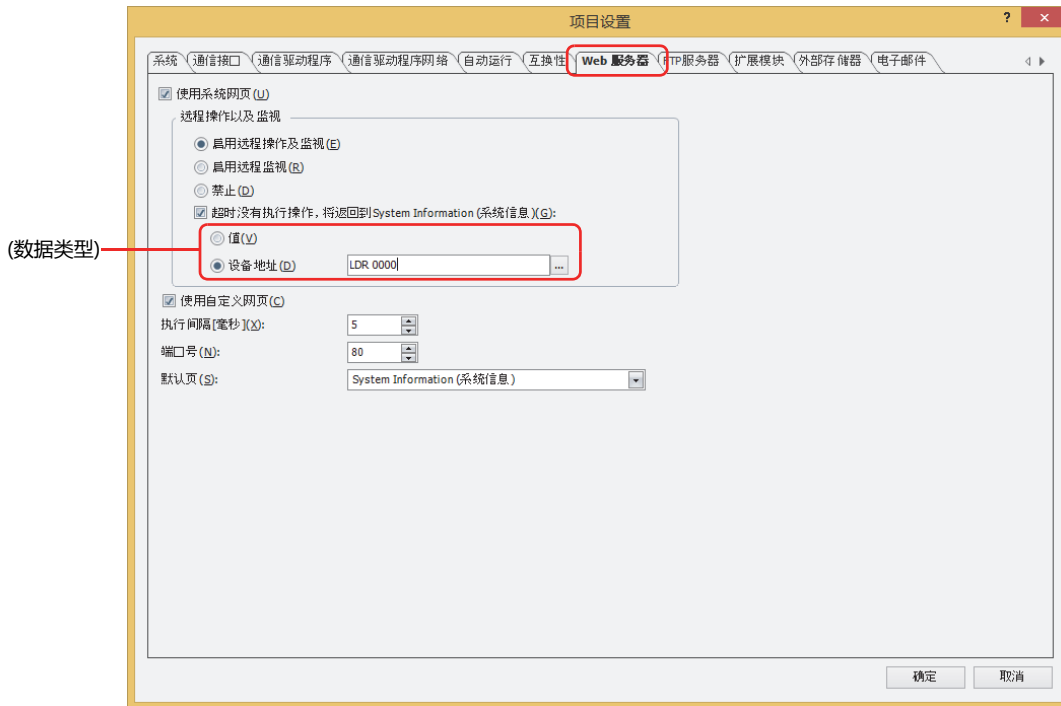 项目设置
?
×
系统 通信接口 通信驱动程序 通信驱动程序网络 自动运行 互换性 Web 服务器 FTP服务器 扩展模块 外部存储器 电子邮件
使用系统网页(U)
远程操作以及监视
启用远程操作及监视(E)
启用远程监视(R)
禁止(D)
超时没有执行操作，将返回到System Information (系统信息)(G):
(数据类型)
值(V)
设备地址(D) LDR 0000 ...
使用自定义网页(C)
执行间隔[毫秒](X): 5
端口号(N): 80
默认页(S): System Information (系统信息)
确定 取消